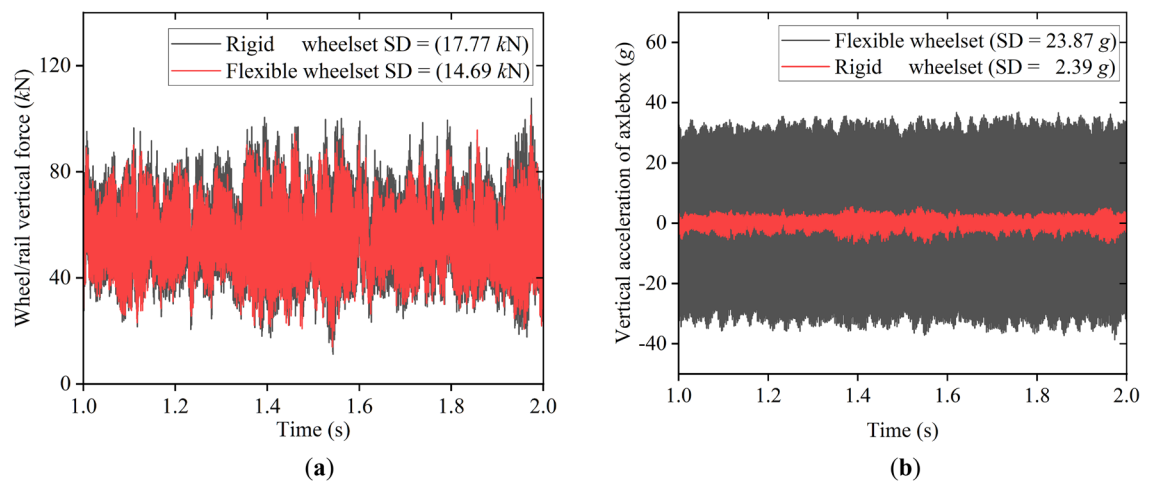 Rigid wheelset SD = (17.77 kN)
Flexible wheelset SD = (14.69 kN)
120
80
40
0
Wheel/rail vertical force (kN)
1.0 1.2 1.4 1.6 1.8 2.0
Time (s)
(a)
Flexible wheelset (SD = 23.87 g)
Rigid wheelset (SD = 2.39 g)
60
40
20
0
-20
-40
Vertical acceleration of axlebox (g)
1.0 1.2 1.4 1.6 1.8 2.0
Time (s)
(b)